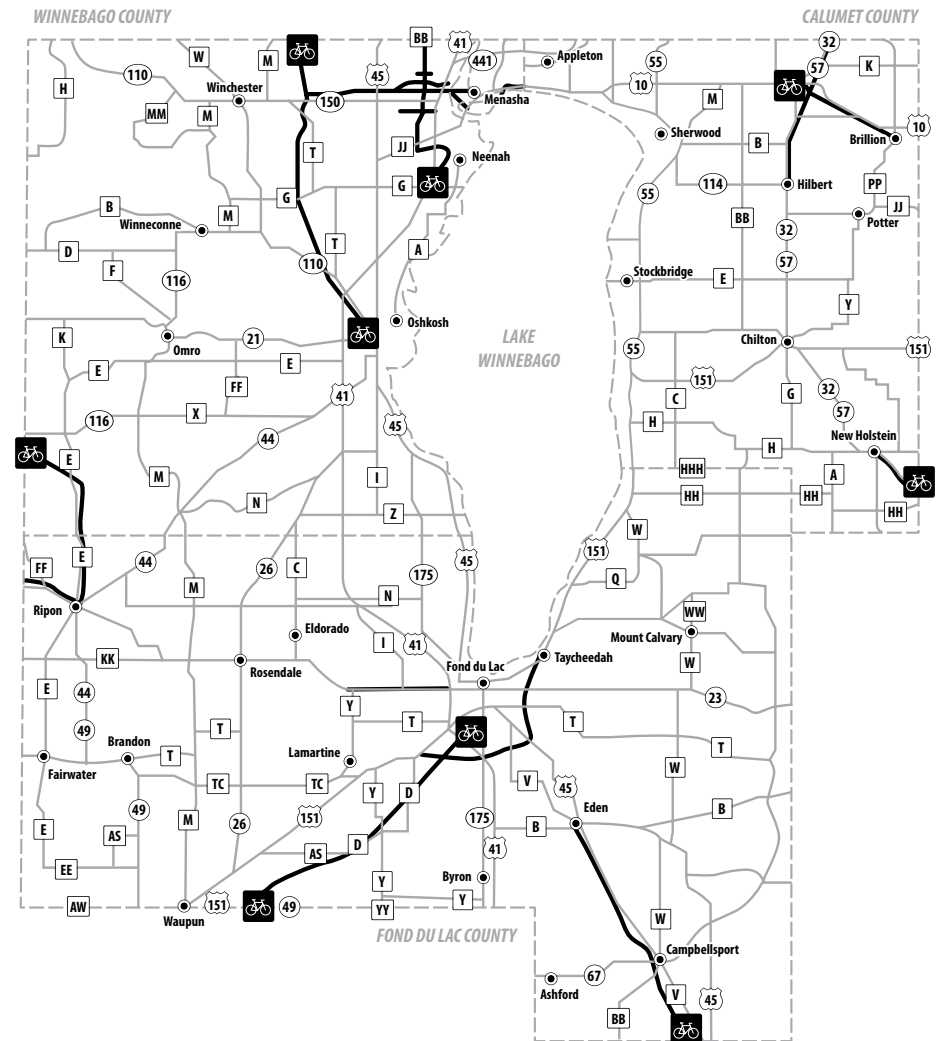 WINNEBAGO COUNTY
CALUMET COUNTY
BB
41
32
W
M
441
Appleton
55
57
K
110
45
H
10
Winchester
150
Menasha
M
MM
M
Sherwood
10
Brillion
JJ
B
T
Neenah
G
114
Hilbert
PP
G
55
B
M
BB
JJ
Winneconne
Potter
T
A
32
D
110
57
F
116
Stockbridge
E
Y
Oshkosh
LAKE
WINNEBAGO
K
21
Chilton
Omro
55
151
E
E
151
FF
41
C
G
32
X
57
116
45
H
44
New Holstein
E
H
M
I
HHH
A
N
HH
HH
Z
HH
W
E
44
45
151
FF
26
C
175
Q
M
N
WW
Ripon
Eldorado
Mount Calvary
I
41
Fond du Lac
Taycheedah
KK
Rosendale
W
E
44
23
Y
T
T
49
T
Brandon
Lamartine
T
T
Fairwater
W
TC
TC
V
45
Y
D
49
Eden
B
M
26
151
175
E
AS
B
D
41
AS
EE
Byron
Y
Y
AW
Waupun
151
49
YY
W
FOND DU LAC COUNTY
Campbellsport
67
Ashford
V
45
BB